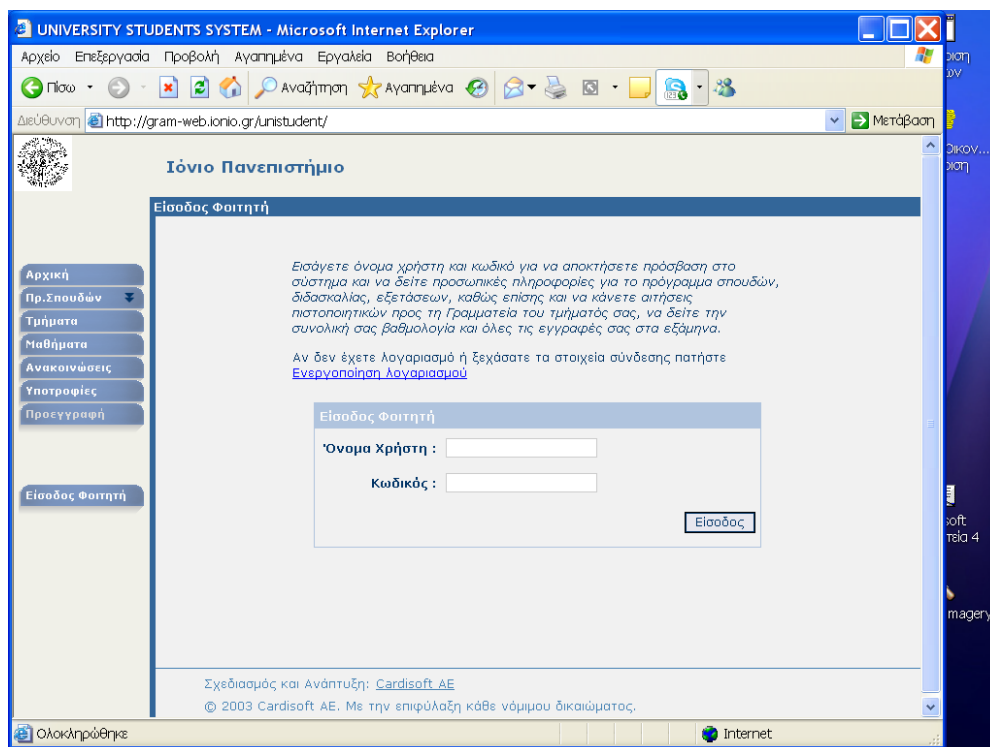 UNIVERSITY STUDENTS SYSTEM - Microsoft Internet Explorer
Αρχείο Επεξεργασία Προβολή Αγαπημένα Εργαλεία Βοήθεια
Πίσω Αναζήτηση Αγαπημένα
Διεύθυνση http://gram-web.ionio.gr/unistudent/ Μετάβαση
Ιόνιο Πανεπιστήμιο
Είσοδος Φοιτητή
Αρχική
Πρ.Σπουδών
Τμήματα
Μαθήματα
Ανακοινώσεις
Υποτροφίες
Προεγγραφή
Είσοδος Φοιτητή
Εισάγετε όνομα χρήστη και κωδικό για να αποκτήσετε πρόσβαση στο
σύστημα και να δείτε προσωπικές πληροφορίες για το πρόγραμμα σπουδών,
διδασκαλίας, εξετάσεων, καθώς επίσης και να κάνετε αιτήσεις
πιστοποιητικών προς τη Γραμματεία του τμήματός σας, να δείτε την
συνολική σας βαθμολογία και όλες τις εγγραφές σας στα εξάμηνα.
Αν δεν έχετε λογαριασμό ή ξεχάσατε τα στοιχεία σύνδεσης πατήστε
Ενεργοποίηση λογαριασμού
Είσοδος Φοιτητή
Όνομα Χρήστη :
Κωδικός :
Είσοδος
Σχεδιασμός και Ανάπτυξη: Cardisoft AE
© 2003 Cardisoft AE. Με την επιφύλαξη κάθε νόμιμου δικαιώματος.
Ολοκληρώθηκε Internet